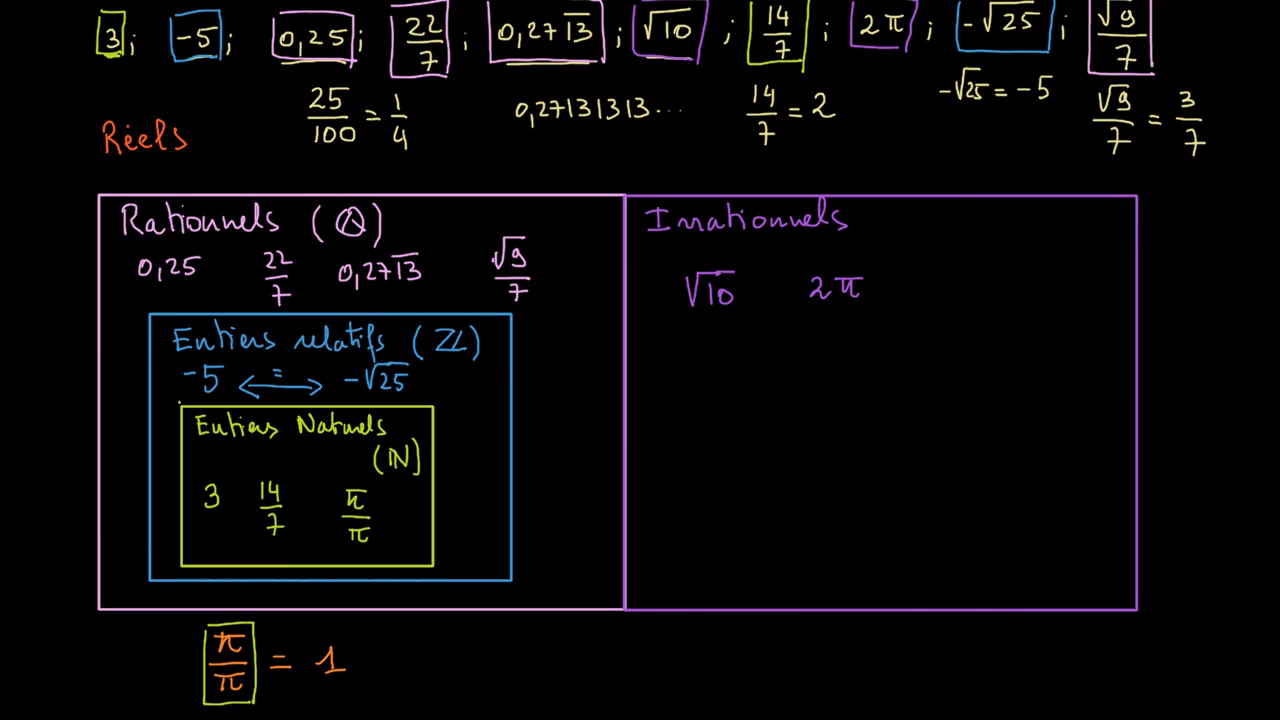 3; -5; 0,25; 22/7; 0,27\overline{13}; √10; 14/7; 2π; -√25; √9/7
25/100 = 1/4
0,27131313...
14/7 = 2
-√25 = -5
√9/7 = 3/7
Réels
Rationnels (ℚ)
0,25 22/7 0,27\overline{13} √9/7
Entiers relatifs (ℤ)
-5 <=> -√25
Entiers Naturels
(ℕ)
3 14/7 π/π
Irrationnels
√10 2π
π/π = 1